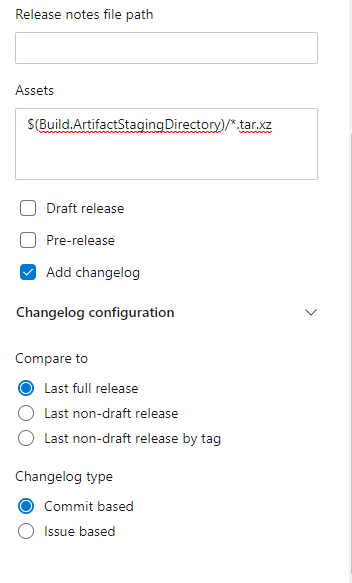 Release notes file path
Assets
$(Build.ArtifactStagingDirectory)/*.tar.xz
Draft release
Pre-release
Add changelog
Changelog configuration
Compare to
Last full release
Last non-draft release
Last non-draft release by tag
Changelog type
Commit based
Issue based